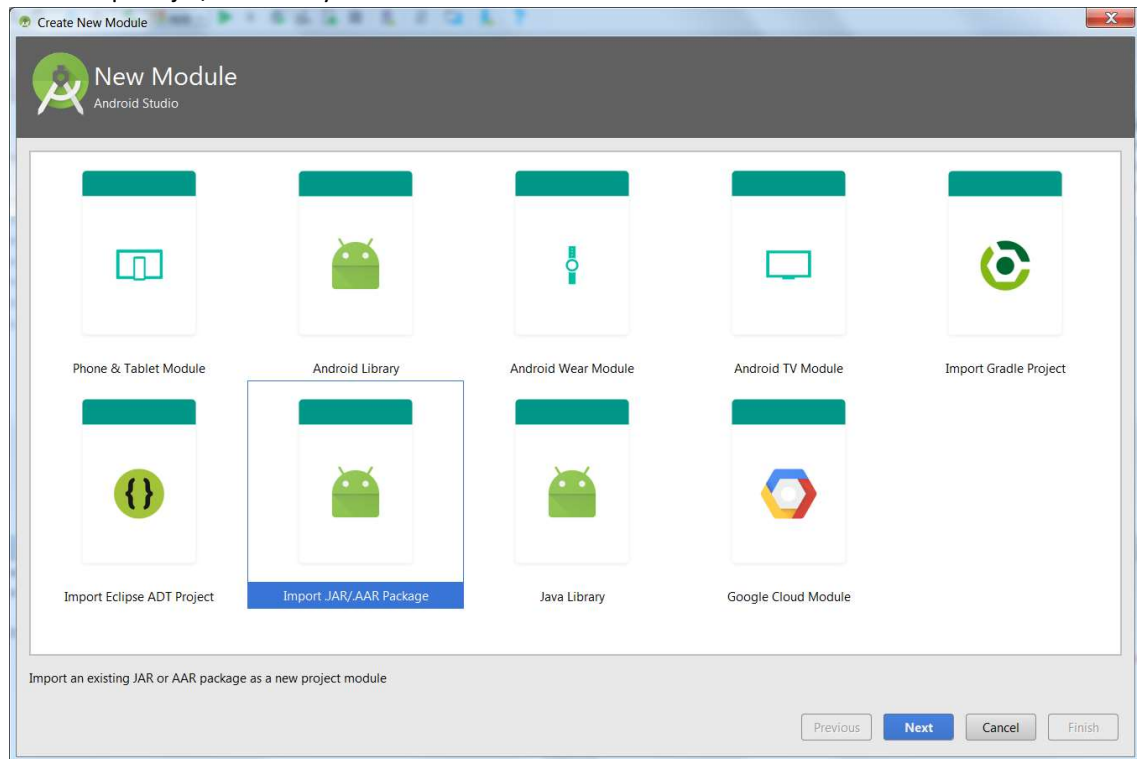 Create New Module
New Module
Android Studio
Phone & Tablet Module
Android Library
Android Wear Module
Android TV Module
Import Gradle Project
Import Eclipse ADT Project
Import .JAR/.AAR Package
Java Library
Google Cloud Module
Import an existing JAR or AAR package as a new project module
Previous
Next
Cancel
Finish